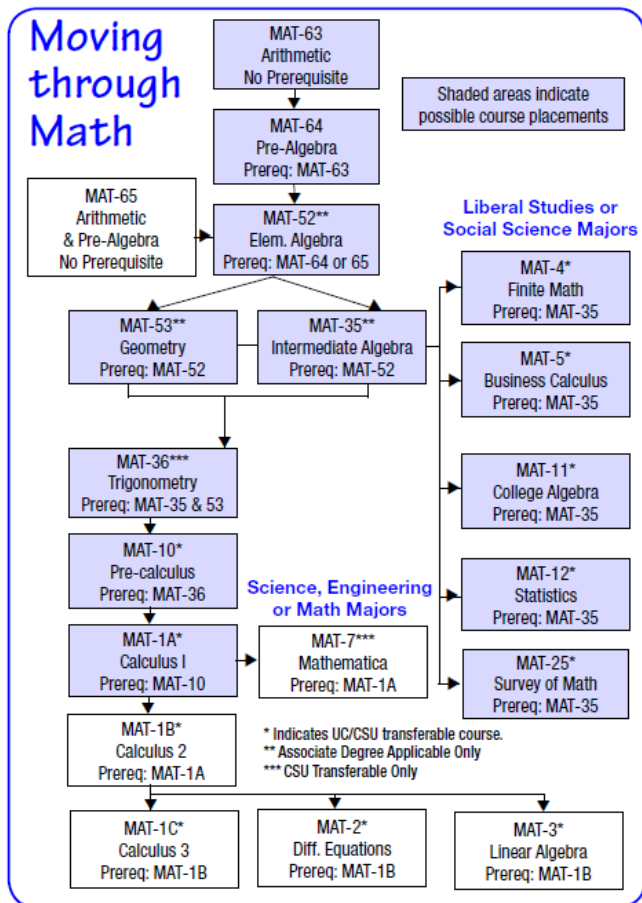 Moving
through
Math
MAT-63
Arithmetic
No Prerequisite
Shaded areas indicate
possible course placements
MAT-64
Pre-Algebra
Prereq: MAT-63
MAT-65
Arithmetic
& Pre-Algebra
No Prerequisite
MAT-52**
Elem. Algebra
Prereq: MAT-64 or 65
Liberal Studies or
Social Science Majors
MAT-4*
Finite Math
Prereq: MAT-35
MAT-53**
Geometry
Prereq: MAT-52
MAT-35**
Intermediate Algebra
Prereq: MAT-52
MAT-5*
Business Calculus
Prereq: MAT-35
MAT-36***
Trigonometry
Prereq: MAT-35 & 53
MAT-11*
College Algebra
Prereq: MAT-35
MAT-10*
Pre-calculus
Prereq: MAT-36
MAT-12*
Statistics
Prereq: MAT-35
Science, Engineering
or Math Majors
MAT-1A*
Calculus I
Prereq: MAT-10
MAT-7***
Mathematica
Prereq: MAT-1A
MAT-25*
Survey of Math
Prereq: MAT-35
MAT-1B*
Calculus 2
Prereq: MAT-1A
* Indicates UC/CSU transferable course.
** Associate Degree Applicable Only
*** CSU Transferable Only
MAT-1C*
Calculus 3
Prereq: MAT-1B
MAT-2*
Diff. Equations
Prereq: MAT-1B
MAT-3*
Linear Algebra
Prereq: MAT-1B